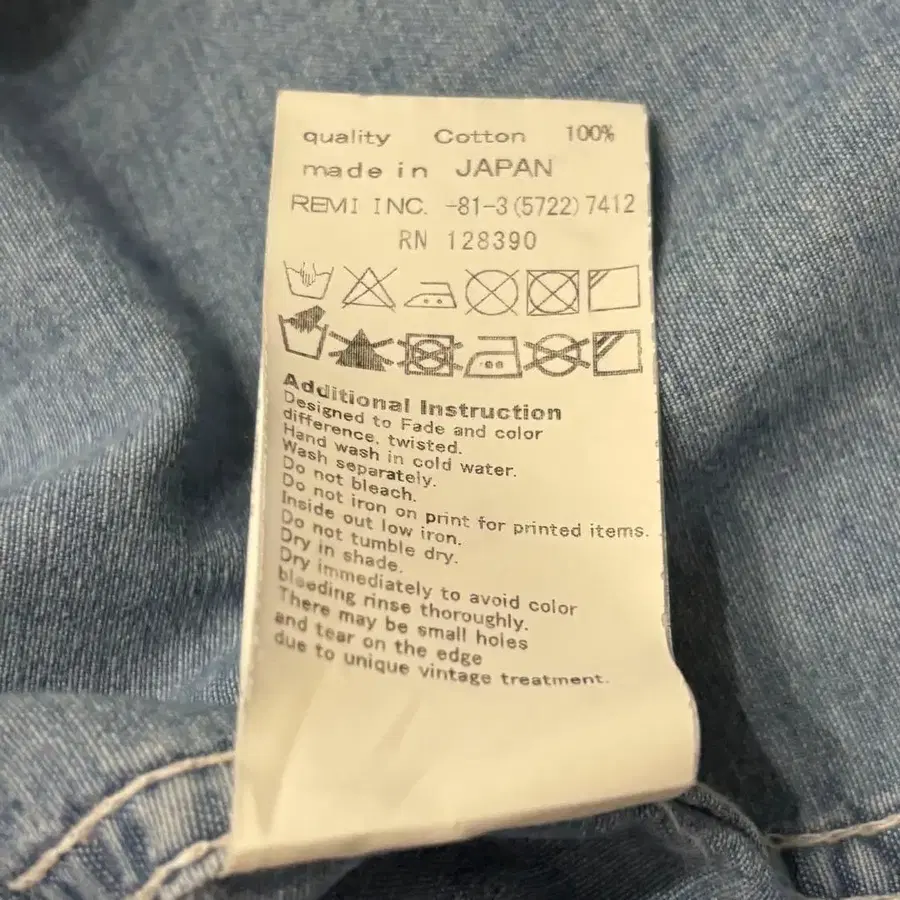 quality Cotton 100%
made in JAPAN
REMI INC. -81-3(5722)7412
RN 128390
Additional Instruction
Designed to Fade and color
difference, twisted.
Hand wash in cold water.
Wash separately.
Do not bleach.
Do not iron on print for printed items.
Inside out low iron.
Do not tumble dry.
Dry in shade.
Dry immediately to avoid color
bleeding rinse thoroughly.
There may be small holes
and tear on the edge
due to unique vintage treatment.